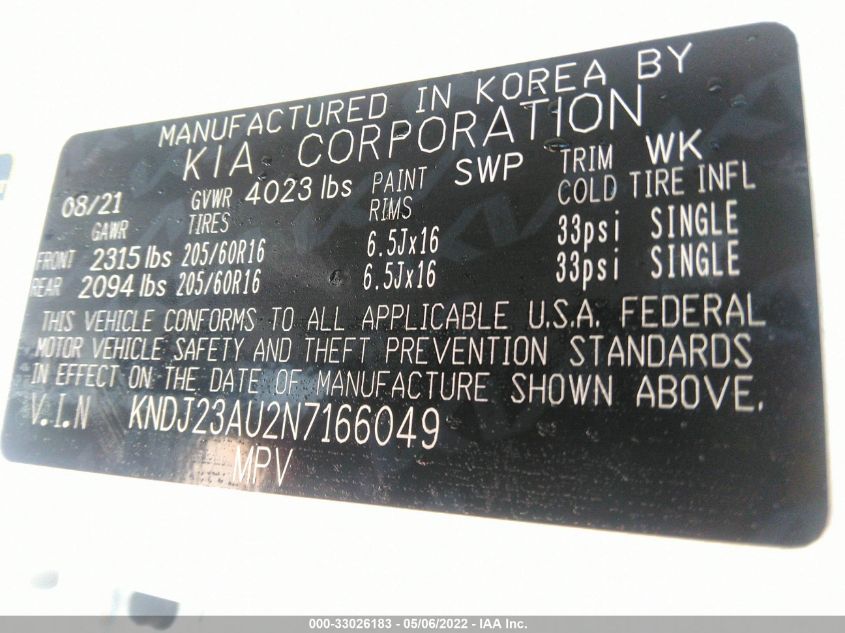 MANUFACTURED IN KOREA BY
KIA CORPORATION
08/21 GVWR 4023 lbs PAINT SWP TRIM WK
GAWR TIRES RIMS COLD TIRE INFL
FRONT 2315 lbs 205/60R16 6.5Jx16 33psi SINGLE
REAR 2094 lbs 205/60R16 6.5Jx16 33psi SINGLE
THIS VEHICLE CONFORMS TO ALL APPLICABLE U.S.A. FEDERAL
MOTOR VEHICLE SAFETY AND THEFT PREVENTION STANDARDS
IN EFFECT ON THE DATE OF MANUFACTURE SHOWN ABOVE.
V.I.N KNDJ23AU2N7166049
MPV
000-33026183 - 05/06/2022 - IAA Inc.